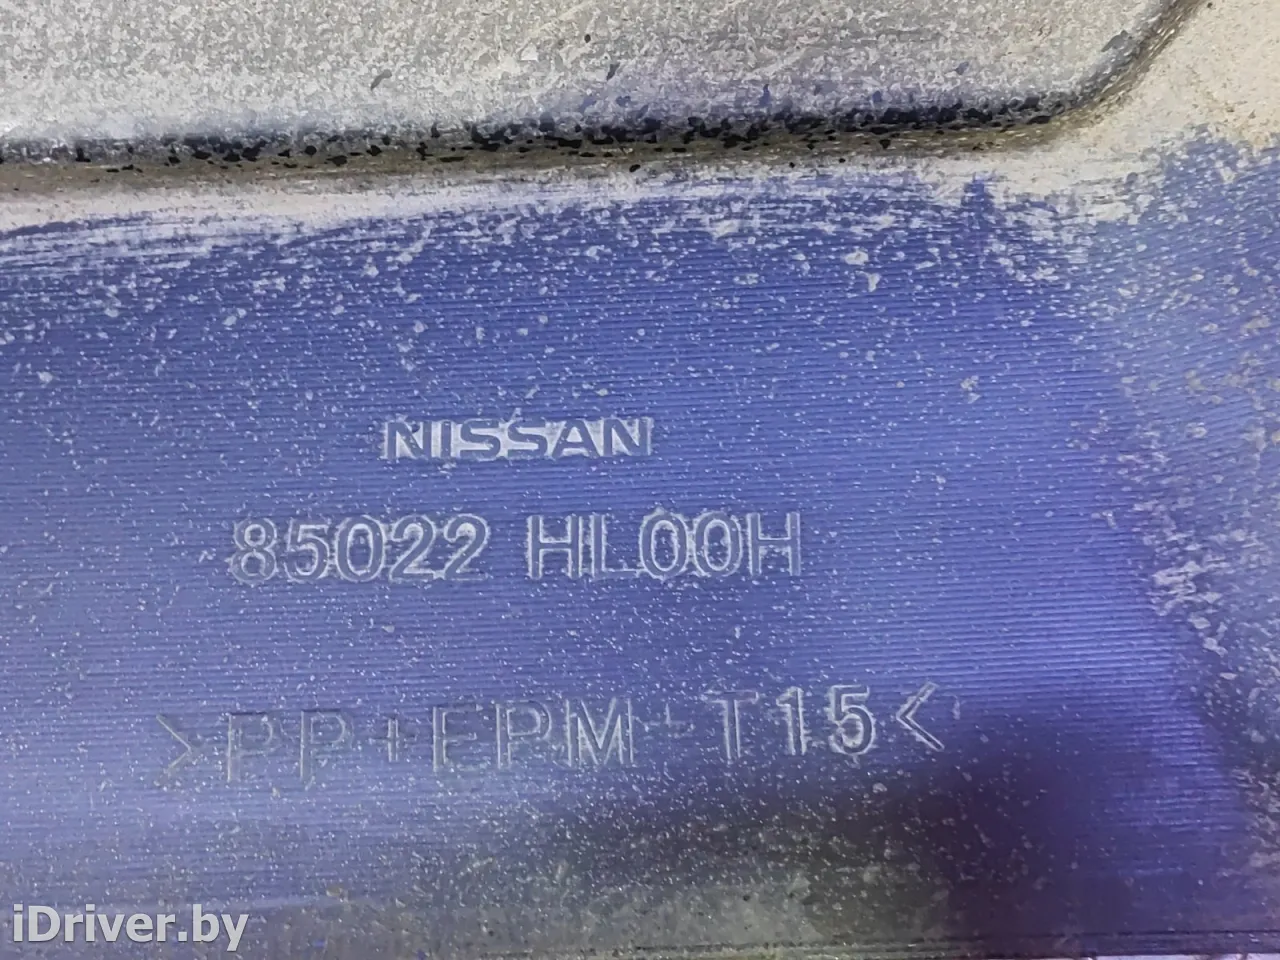 NISSAN
85022 HL00H
>PP+EPM-T15<
iDriver.by